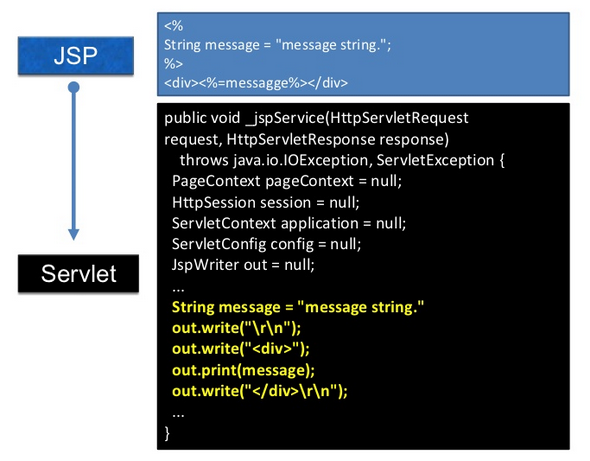 JSP
<%
String message = "message string.";
%>
<div><%=messagge%></div>
Servlet
public void _jspService(HttpServletRequest
request, HttpServletResponse response)
throws java.io.IOException, ServletException {
PageContext pageContext = null;
HttpSession session = null;
ServletContext application = null;
ServletConfig config = null;
JspWriter out = null;
...
String message = "message string."
out.write("\r\n");
out.write("<div>");
out.print(message);
out.write("</div>\r\n");
...
}